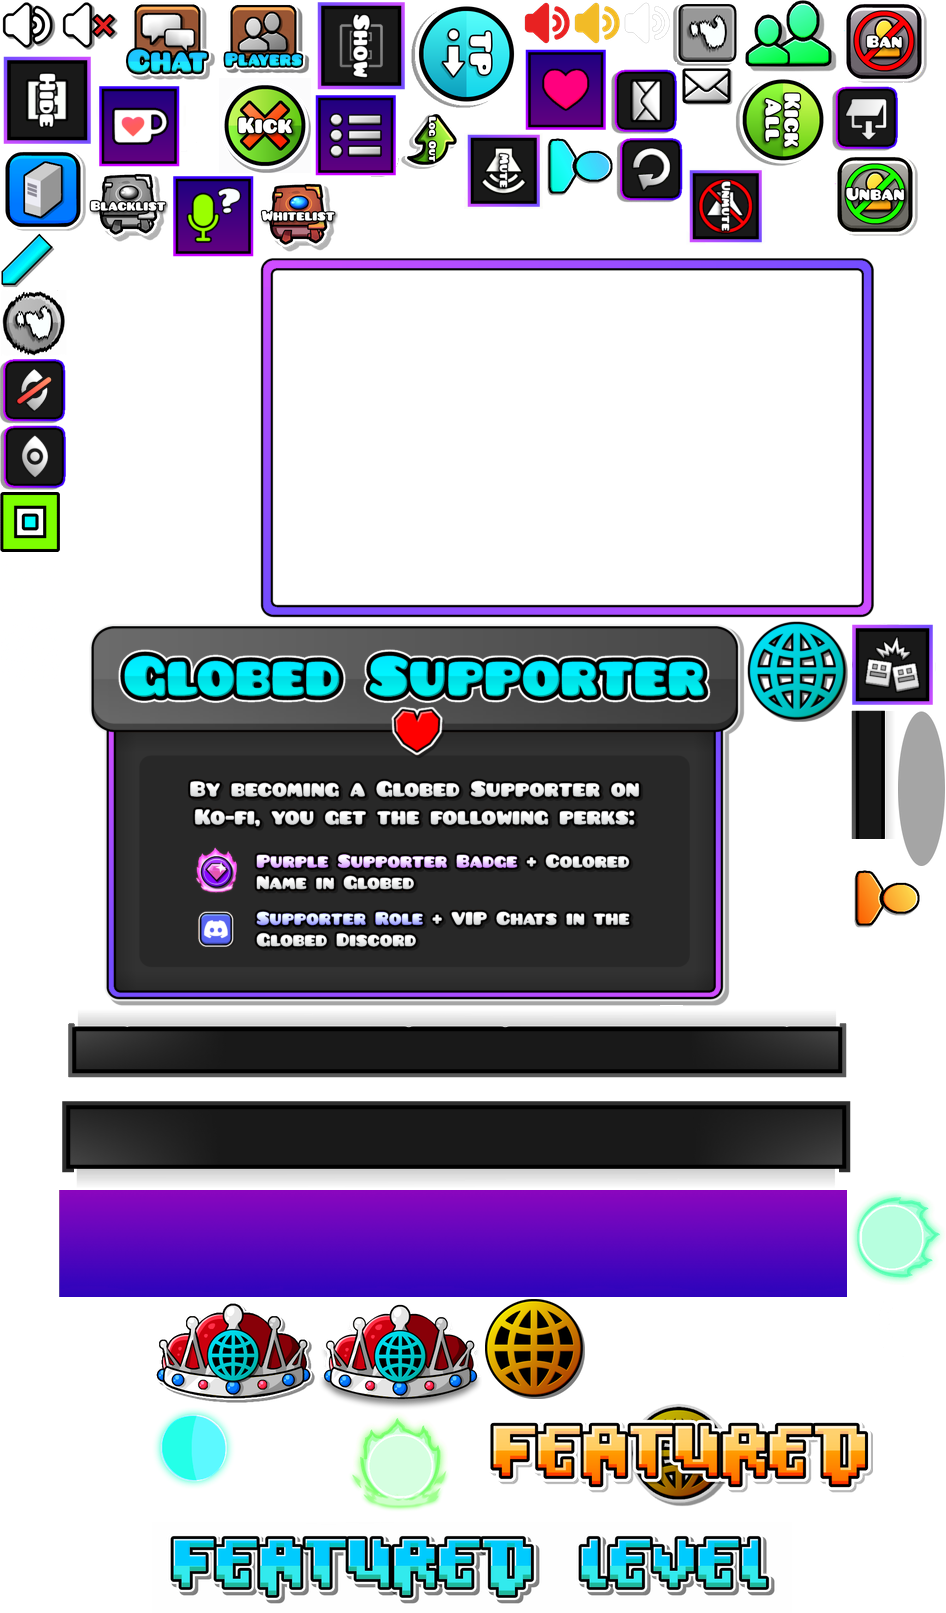 Chat
Players
Show
TP
Ban
Hide
Kick
Log Out
Mute
Kick All
Blacklist
?
Whitelist
Unmute
Unban
Globed Supporter
By becoming a Globed Supporter on
Ko-fi, you get the following perks:
Purple Supporter Badge + Colored
Name in Globed
Supporter Role + VIP Chats in the
Globed Discord
FEATURED
FEATURED LEVEL